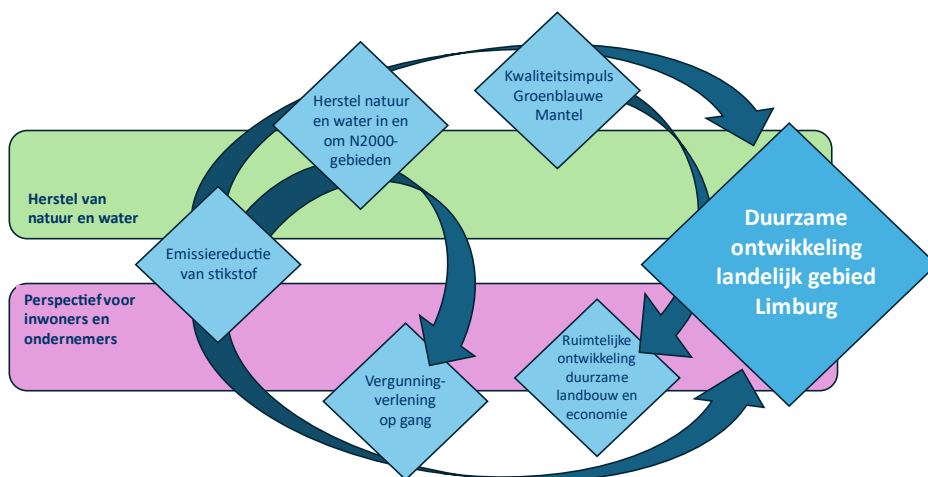 Kwaliteitsimpuls
Groenblauwe
Mantel
Herstel natuur
en water in en
om N2000-
gebieden
Herstel van
natuur en water
Emissiereductie
van stikstof
Duurzame
ontwikkeling
landelijk gebied
Limburg
Perspectief voor
inwoners en
ondernemers
Vergunning-
verlening
op gang
Ruimtelijke
ontwikkeling
duurzame
landbouw en
economie